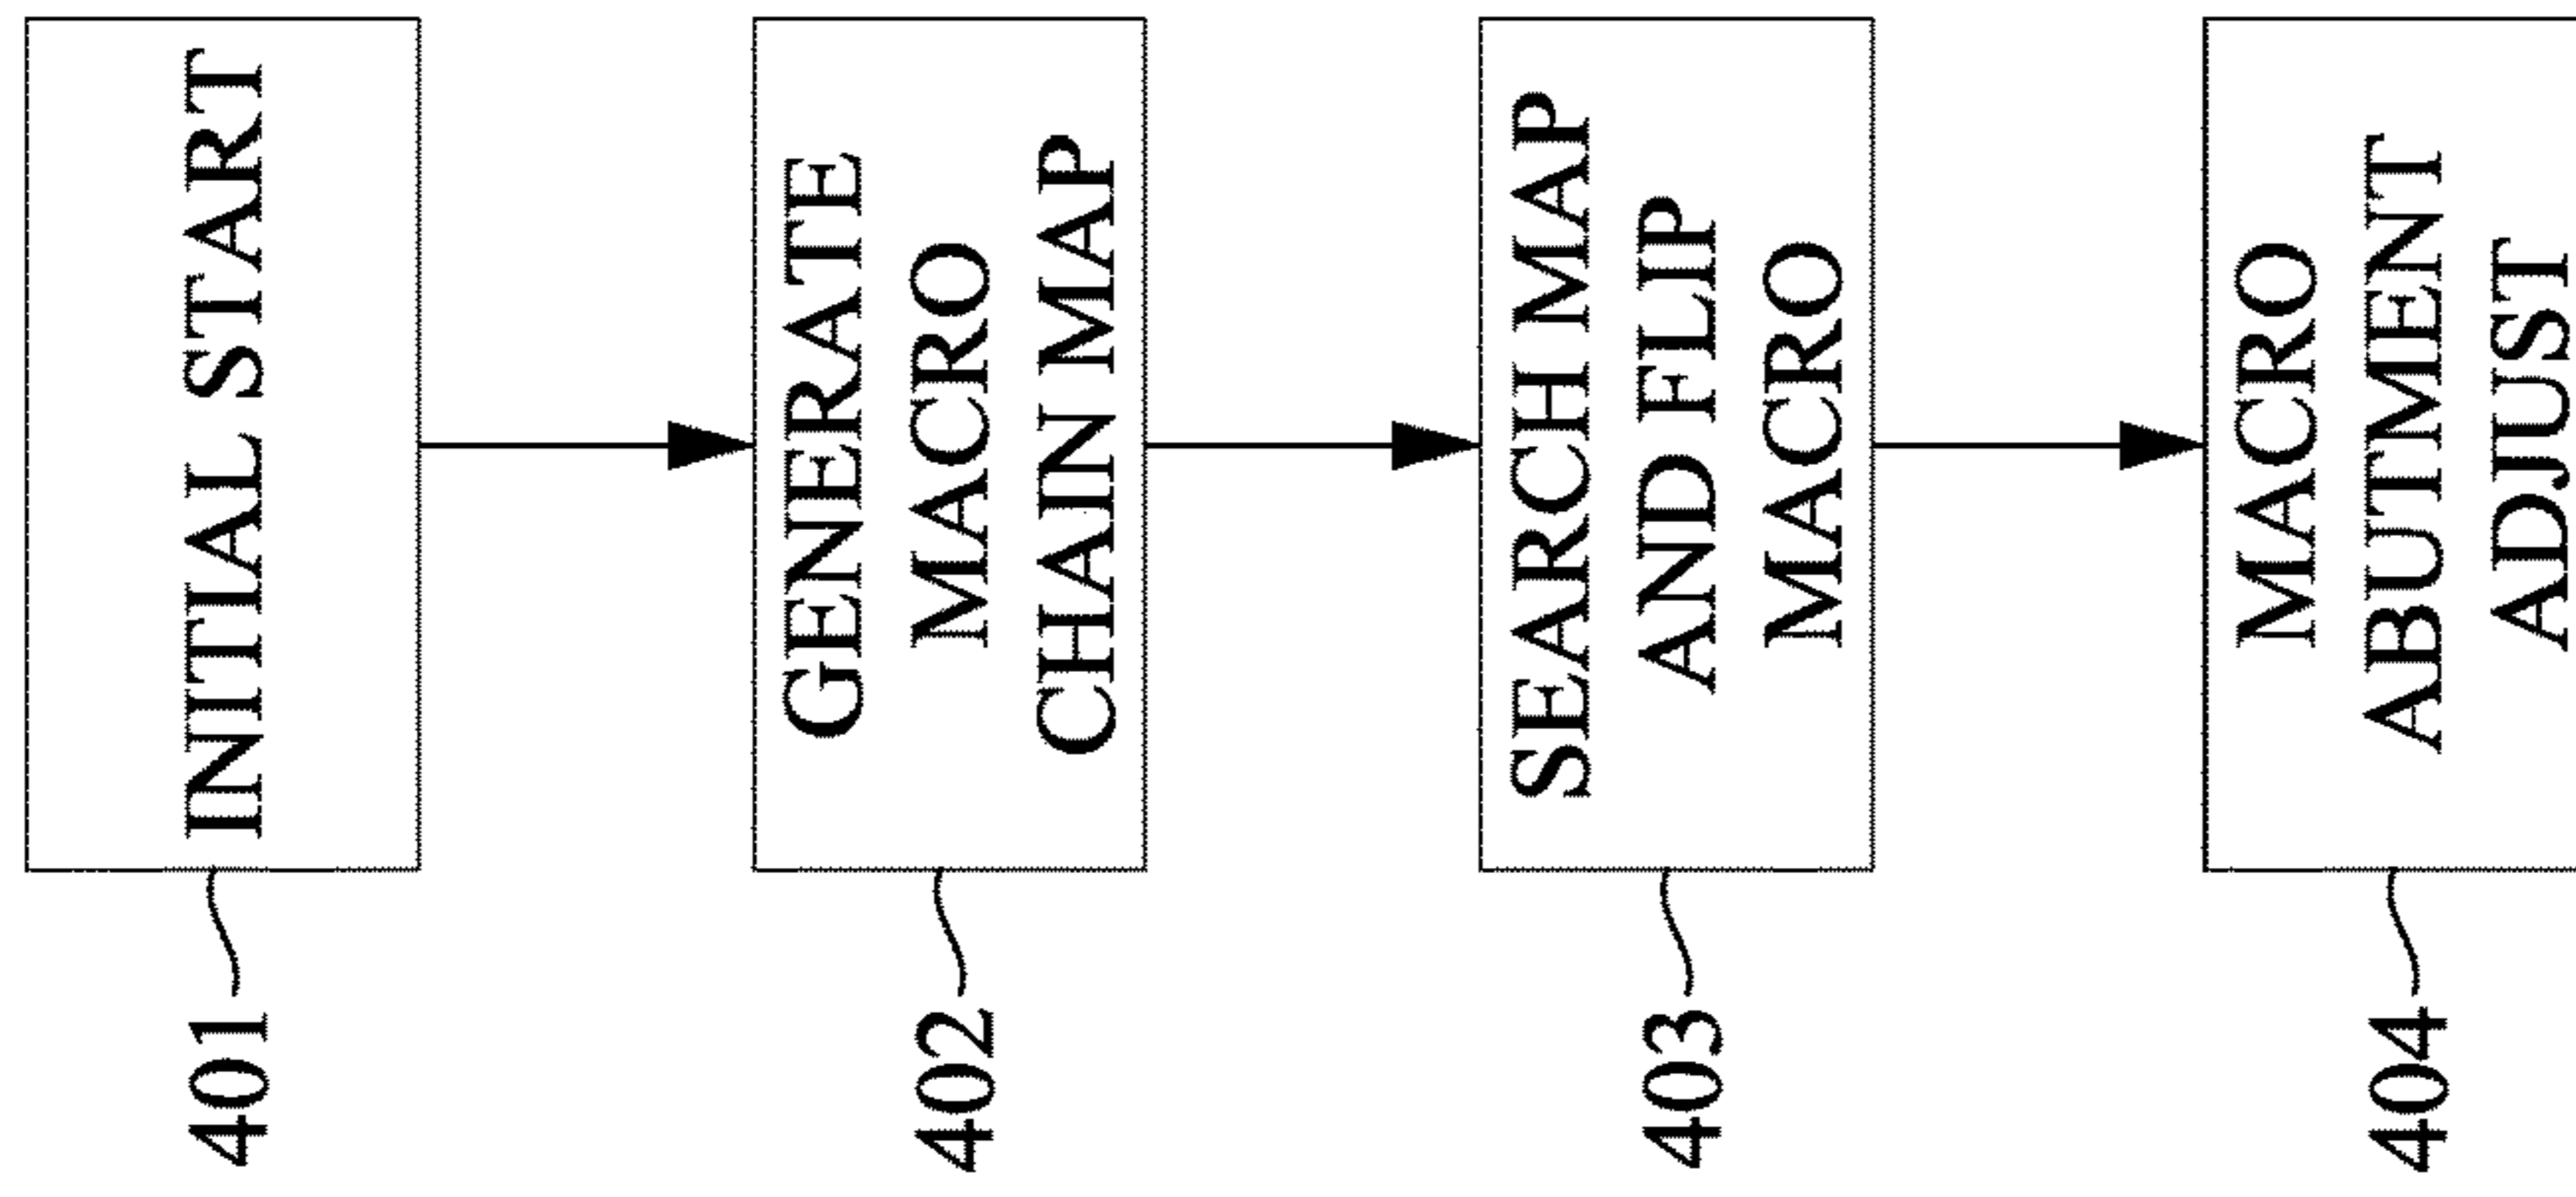 401
INITIAL START
402
GENERATE
MACRO
CHAIN MAP
403
SEARCH MAP
AND FLIP
MACRO
404
MACRO
ABUTMENT
ADJUST